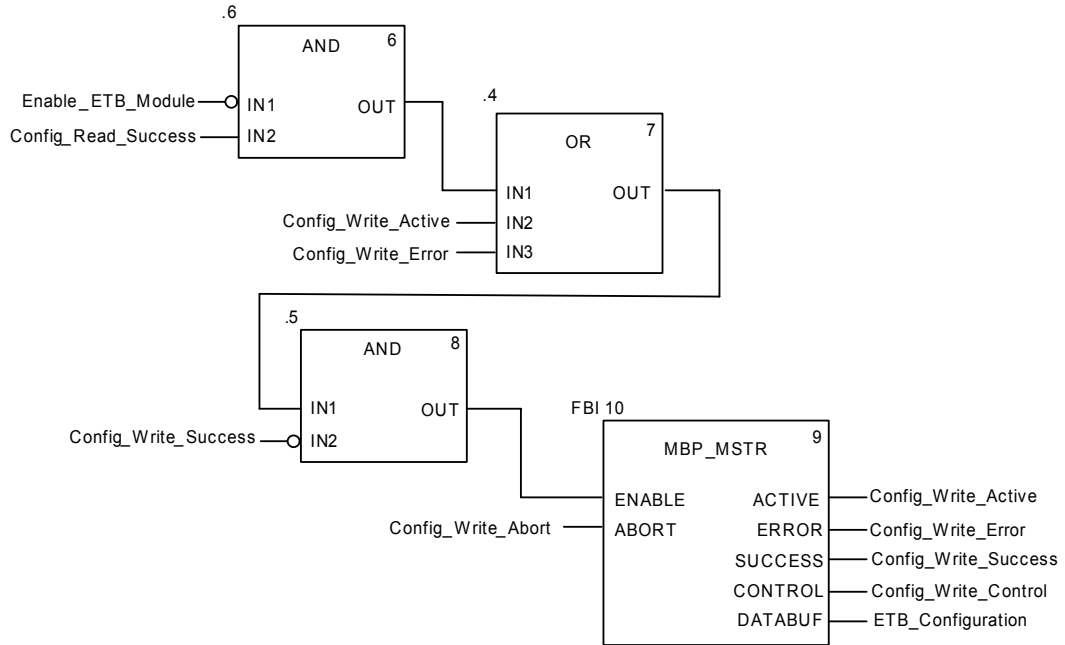 .6
AND 6
Enable_ETB_Module IN1 OUT
Config_Read_Success IN2
.4
OR 7
IN1 OUT
Config_Write_Active IN2
Config_Write_Error IN3
.5
AND 8
IN1 OUT
Config_Write_Success IN2
FBI 10
MBP_MSTR 9
ENABLE ACTIVE Config_Write_Active
Config_Write_Abort ABORT ERROR Config_Write_Error
SUCCESS Config_Write_Success
CONTROL Config_Write_Control
DATABUF ETB_Configuration